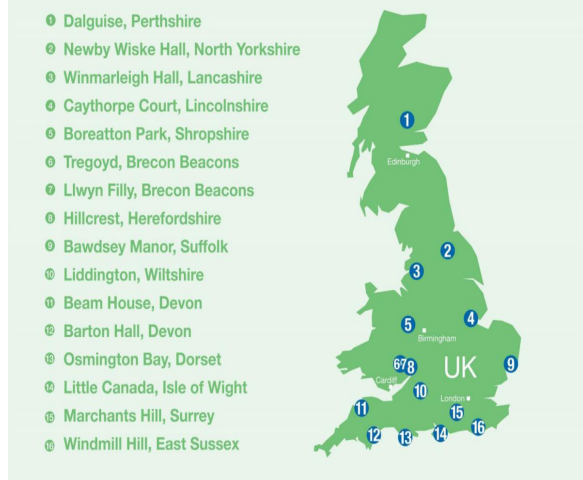 1 Dalguise, Perthshire
2 Newby Wiske Hall, North Yorkshire
3 Winmarleigh Hall, Lancashire
4 Caythorpe Court, Lincolnshire
5 Boreatton Park, Shropshire
6 Tregoyd, Brecon Beacons
7 Llwyn Filly, Brecon Beacons
8 Hillcrest, Herefordshire
9 Bawdsey Manor, Suffolk
10 Liddington, Wiltshire
11 Beam House, Devon
12 Barton Hall, Devon
13 Osmington Bay, Dorset
14 Little Canada, Isle of Wight
15 Marchants Hill, Surrey
16 Windmill Hill, East Sussex
1
Edinburgh
2
3
4
5
Birmingham
6 7 8
UK
9
Cardiff
10
London
11
15
12
13
14
16